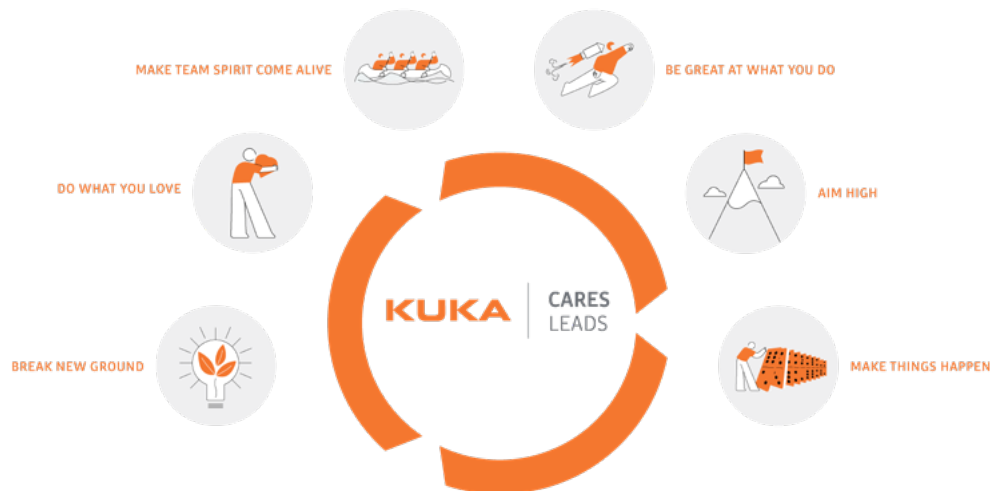 MAKE TEAM SPIRIT COME ALIVE
BE GREAT AT WHAT YOU DO
DO WHAT YOU LOVE
AIM HIGH
KUKA
CARES
LEADS
BREAK NEW GROUND
MAKE THINGS HAPPEN